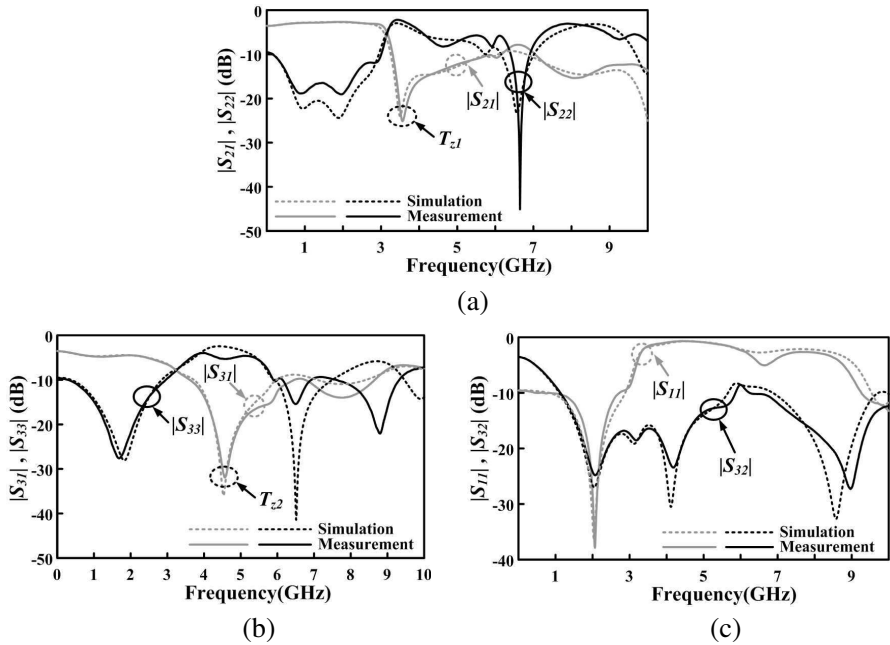 0
-10
-20
-30
-40
-50
|S21| , |S22| (dB)
|S21|
|S22|
Tz1
Simulation
Measurement
1 3 5 7 9
Frequency(GHz)
(a)
0
-10
-20
-30
-40
-50
|S31| , |S33| (dB)
|S31|
|S33|
Tz2
Simulation
Measurement
0 1 2 3 4 5 6 7 8 9 10
Frequency(GHz)
(b)
0
-10
-20
-30
-40
|S11| , |S32| (dB)
|S11|
|S32|
Simulation
Measurement
1 3 5 7 9
Frequency(GHz)
(c)